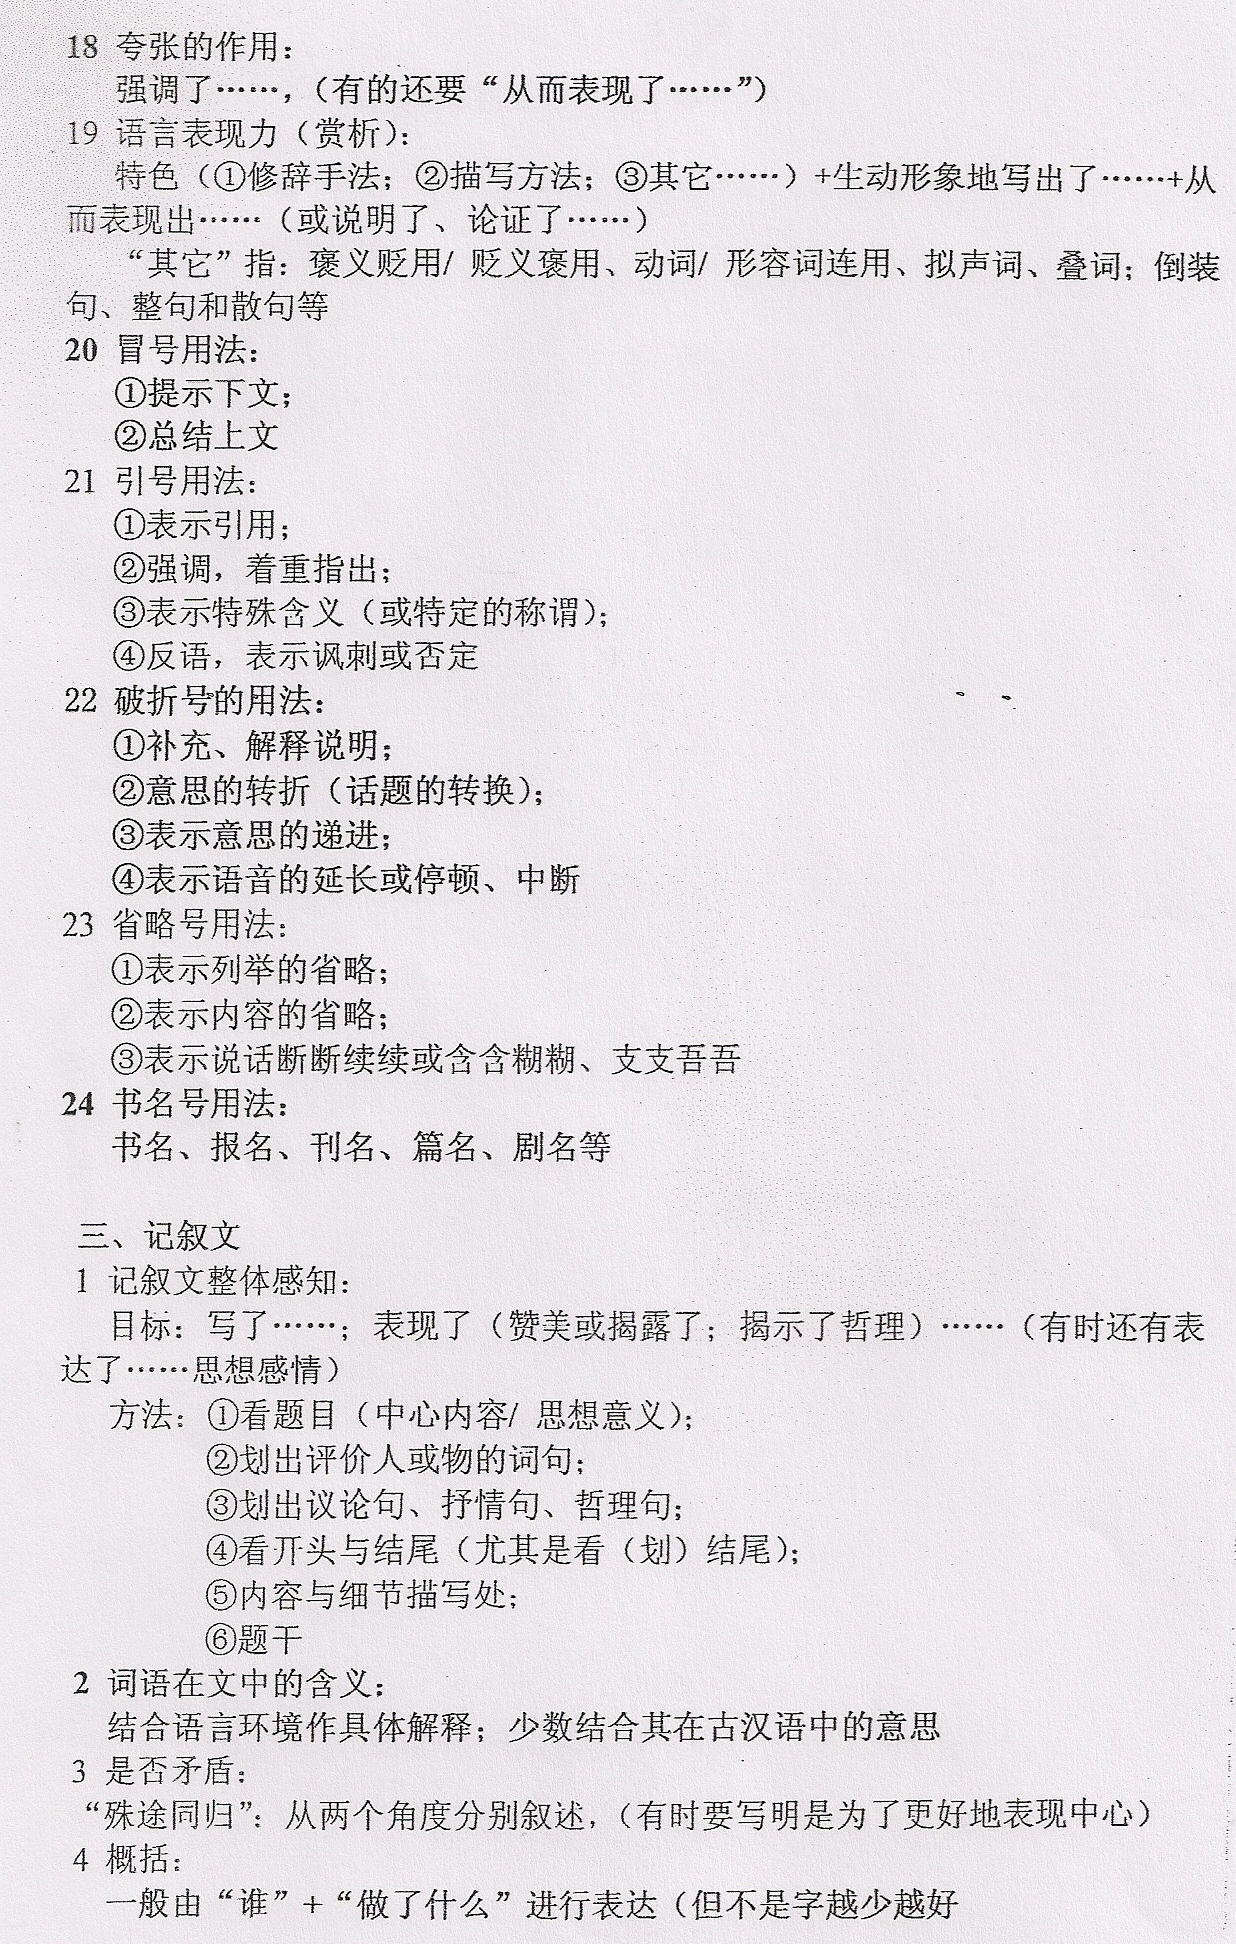 18 夸张的作用：
强调了……，（有的还要“从而表现了……”）
19 语言表现力（赏析）：
特色（①修辞手法；②描写方法；③其它……）+生动形象地写出了……+从
而表现出……（或说明了、论证了……）
“其它”指：褒义贬用/ 贬义褒用、动词/ 形容词连用、拟声词、叠词；倒装
句、整句和散句等
20 冒号用法：
①提示下文；
②总结上文
21 引号用法：
①表示引用；
②强调，着重指出；
③表示特殊含义（或特定的称谓）；
④反语，表示讽刺或否定
22 破折号的用法：
①补充、解释说明；
②意思的转折（话题的转换）；
③表示意思的递进；
④表示语音的延长或停顿、中断
23 省略号用法：
①表示列举的省略；
②表示内容的省略；
③表示说话断断续续或含含糊糊、支支吾吾
24 书名号用法：
书名、报名、刊名、篇名、剧名等
三、记叙文
1 记叙文整体感知：
目标：写了……；表现了（赞美或揭露了；揭示了哲理）……（有时还有表
达了……思想感情）
方法：①看题目（中心内容/ 思想意义）；
②划出评价人或物的词句；
③划出议论句、抒情句、哲理句；
④看开头与结尾（尤其是看（划）结尾）；
⑤内容与细节描写处；
⑥题干
2 词语在文中的含义：
结合语言环境作具体解释；少数结合其在古汉语中的意思
3 是否矛盾：
“殊途同归”：从两个角度分别叙述，（有时要写明是为了更好地表现中心）
4 概括：
一般由“谁”+“做了什么”进行表达（但不是字越少越好